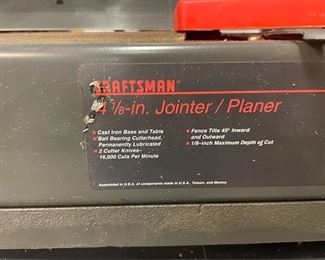 RAFTSMAN
4 1/8-in. Jointer / Planer
▪ Cast Iron Base and Table
▪ Ball Bearing Cutterhead,
Permanently Lubricated
▪ 2 Cutter Knives–
16,000 Cuts Per Minute
▪ Fence Tilts 45° Inward
and Outward
▪ 1/8-inch Maximum Depth of Cut
Assembled in U.S.A. of components made in U.S.A., Taiwan, and Mexico